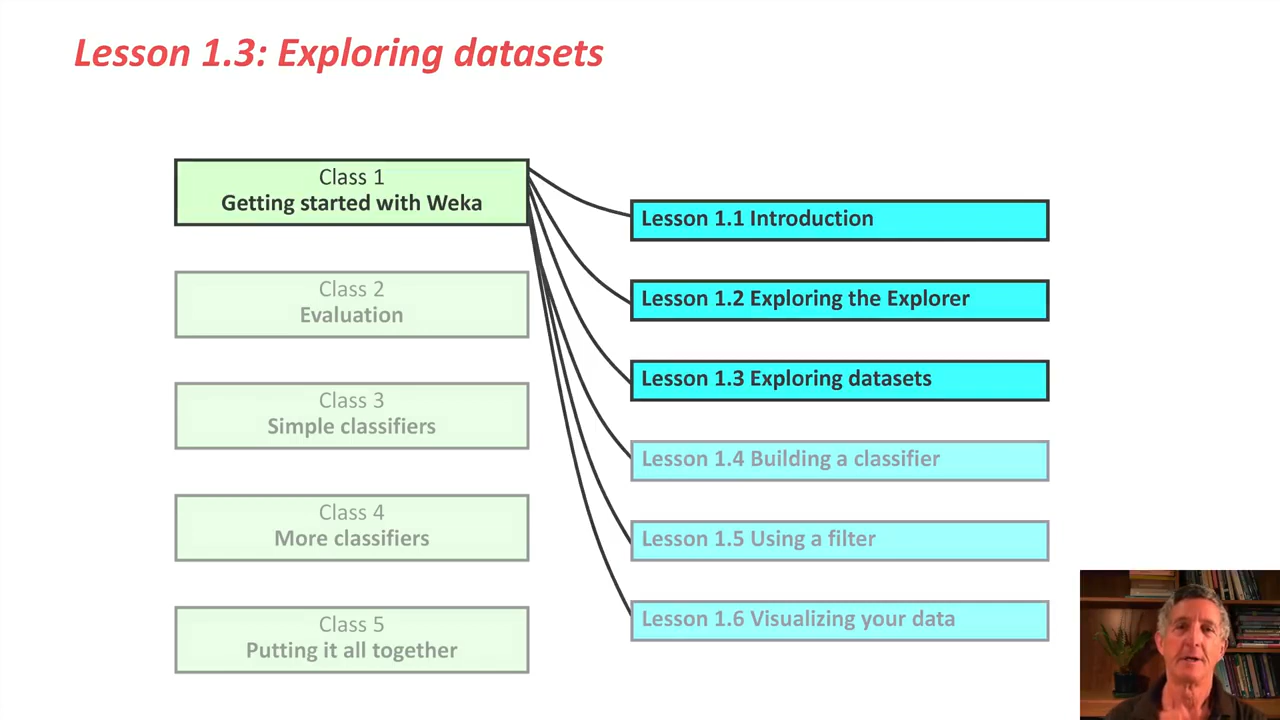 Lesson 1.3: Exploring datasets
Class 1
Getting started with Weka
Class 2
Evaluation
Class 3
Simple classifiers
Class 4
More classifiers
Class 5
Putting it all together
Lesson 1.1 Introduction
Lesson 1.2 Exploring the Explorer
Lesson 1.3 Exploring datasets
Lesson 1.4 Building a classifier
Lesson 1.5 Using a filter
Lesson 1.6 Visualizing your data